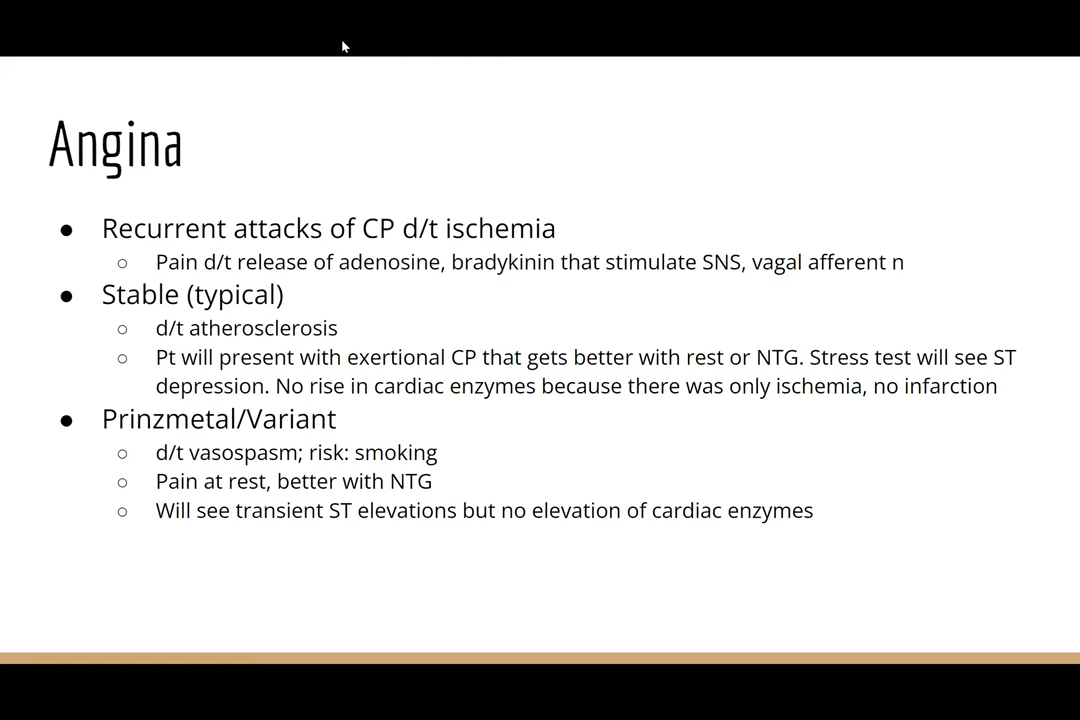 Angina
● Recurrent attacks of CP d/t ischemia
○ Pain d/t release of adenosine, bradykinin that stimulate SNS, vagal afferent n
● Stable (typical)
○ d/t atherosclerosis
○ Pt will present with exertional CP that gets better with rest or NTG. Stress test will see ST
depression. No rise in cardiac enzymes because there was only ischemia, no infarction
● Prinzmetal/Variant
○ d/t vasospasm; risk: smoking
○ Pain at rest, better with NTG
○ Will see transient ST elevations but no elevation of cardiac enzymes